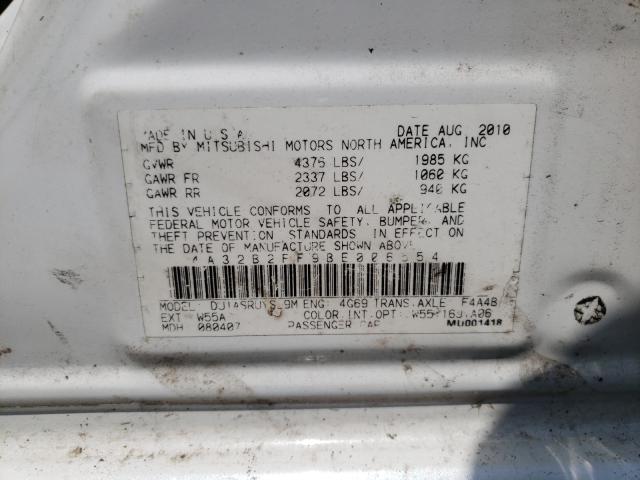 MADE IN U.S.A. DATE AUG. 2010
MFD BY MITSUBISHI MOTORS NORTH AMERICA, INC
GVWR 4376 LBS/ 1985 KG
GAWR FR 2337 LBS/ 1060 KG
GAWR RR 2072 LBS/ 940 KG
THIS VEHICLE CONFORMS TO ALL APPLICABLE
FEDERAL MOTOR VEHICLE SAFETY, BUMPER, AND
THEFT PREVENTION STANDARDS IN EFFECT ON
THE DATE OF MANUFACTURE SHOWN ABOVE
4A32B2FF9BE006554
MODEL: ENG: 4G69 TRANS.AXLE F4A4B
EXT W55A COLOR.INT.OPT:
MDH 080407 PASSENGER CAR MU001418